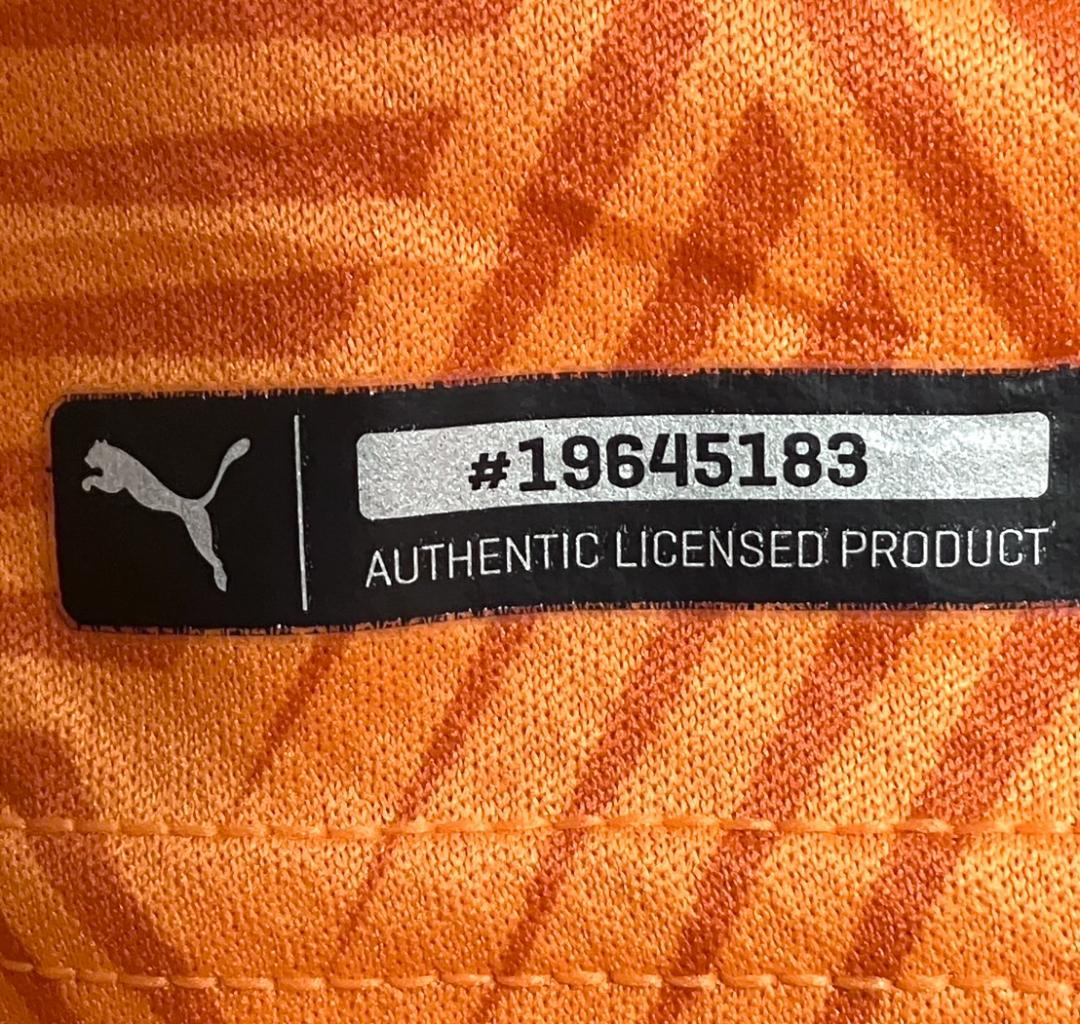 #19645183
AUTHENTIC LICENSED PRODUCT